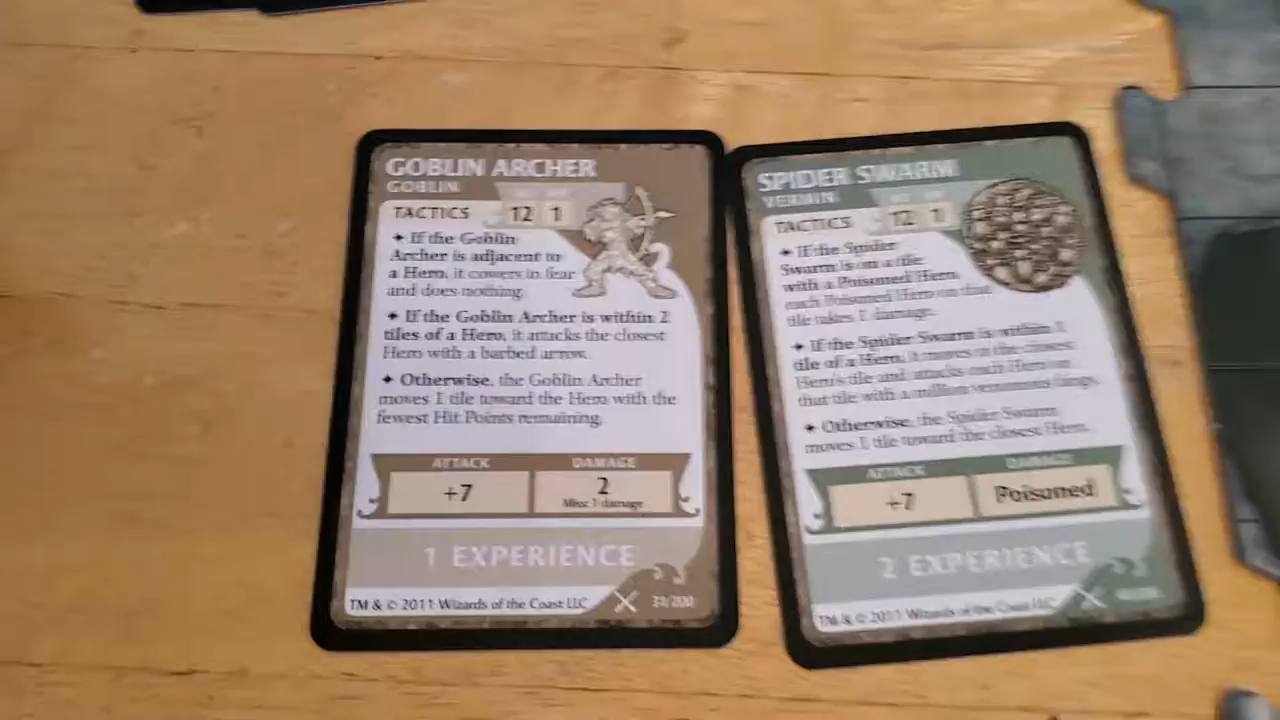 GOBLIN ARCHER
GOBLIN
12 1
TACTICS
✦ If the Goblin
Archer is adjacent to
a Hero, it cowers in fear
and does nothing.
✦ If the Goblin Archer is within 2
tiles of a Hero, it attacks the closest
Hero with a barbed arrow.
✦ Otherwise, the Goblin Archer
moves 1 tile toward the Hero with the
fewest Hit Points remaining.
ATTACK DAMAGE
+7 2
Miss: 1 damage
1 EXPERIENCE
TM & © 2011 Wizards of the Coast LLC 31/200
SPIDER SWARM
VERMIN
12 1
TACTICS
✦ If the Spider
Swarm is on a tile
with a Poisoned Hero,
each Poisoned Hero on that
tile takes 1 damage.
✦ If the Spider Swarm is within 1
tile of a Hero, it moves to the closest
Hero's tile and attacks each Hero on
that tile with a million venomous fangs.
✦ Otherwise, the Spider Swarm
moves 1 tile toward the closest Hero.
ATTACK DAMAGE
+7 Poisoned
2 EXPERIENCE
TM & © 2011 Wizards of the Coast LLC